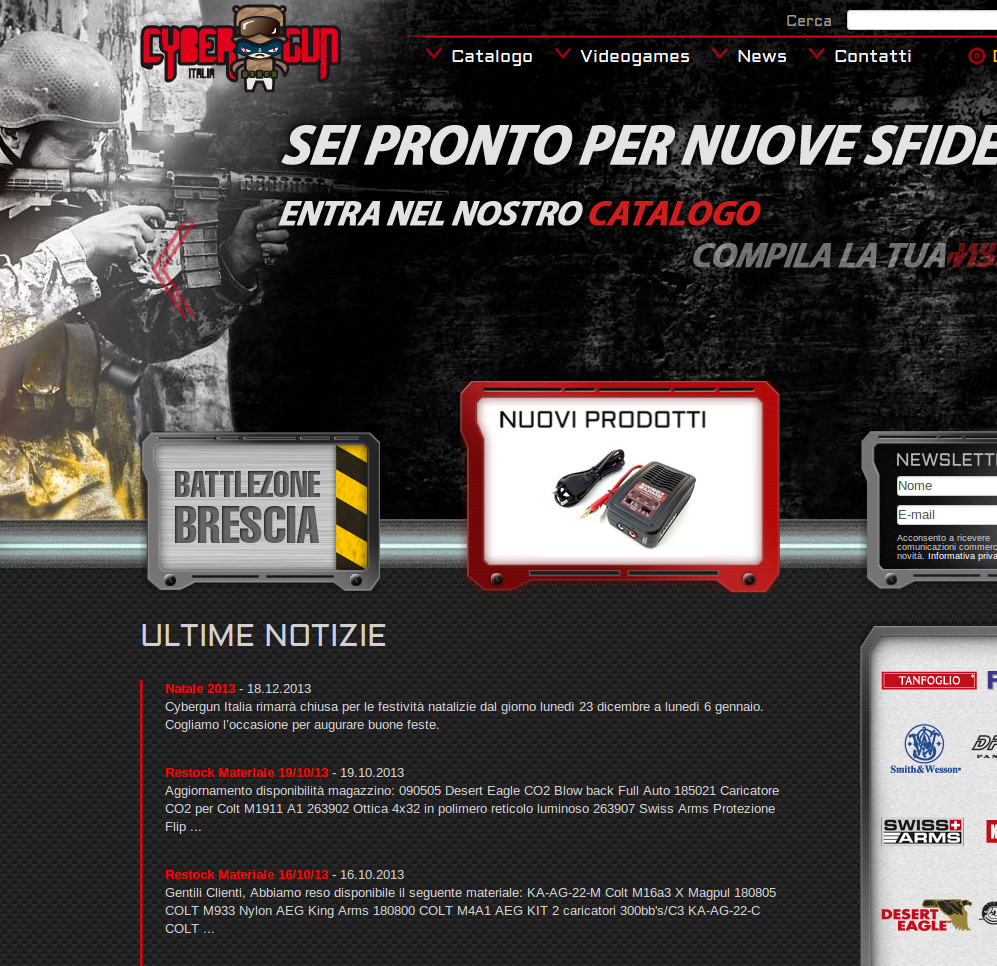 CYBERGUN
ITALIA
Cerca
Catalogo
Videogames
News
Contatti
SEI PRONTO PER NUOVE SFIDE
ENTRA NEL NOSTRO CATALOGO
COMPILA LA TUA
NUOVI PRODOTTI
BATTLEZONE
BRESCIA
NEWSLETTE
Nome
E-mail
Acconsento a ricevere
comunicazioni commerc
novità. Informativa priva
ULTIME NOTIZIE
Natale 2013 - 18.12.2013
Cybergun Italia rimarrà chiusa per le festività natalizie dal giorno lunedì 23 dicembre a lunedì 6 gennaio.
Cogliamo l'occasione per augurare buone feste.
Restock Materiale 19/10/13 - 19.10.2013
Aggiornamento disponibilità magazzino: 090505 Desert Eagle CO2 Blow back Full Auto 185021 Caricatore
CO2 per Colt M1911 A1 263902 Ottica 4x32 in polimero reticolo luminoso 263907 Swiss Arms Protezione
Flip ...
Restock Materiale 16/10/13 - 16.10.2013
Gentili Clienti, Abbiamo reso disponibile il seguente materiale: KA-AG-22-M Colt M16a3 X Magpul 180805
COLT M933 Nylon AEG King Arms 180800 COLT M4A1 AEG KIT 2 caricatori 300bb's/C3 KA-AG-22-C
COLT ...
TANFOGLIO
Smith & Wesson
SWISS
ARMS
DESERT
EAGLE